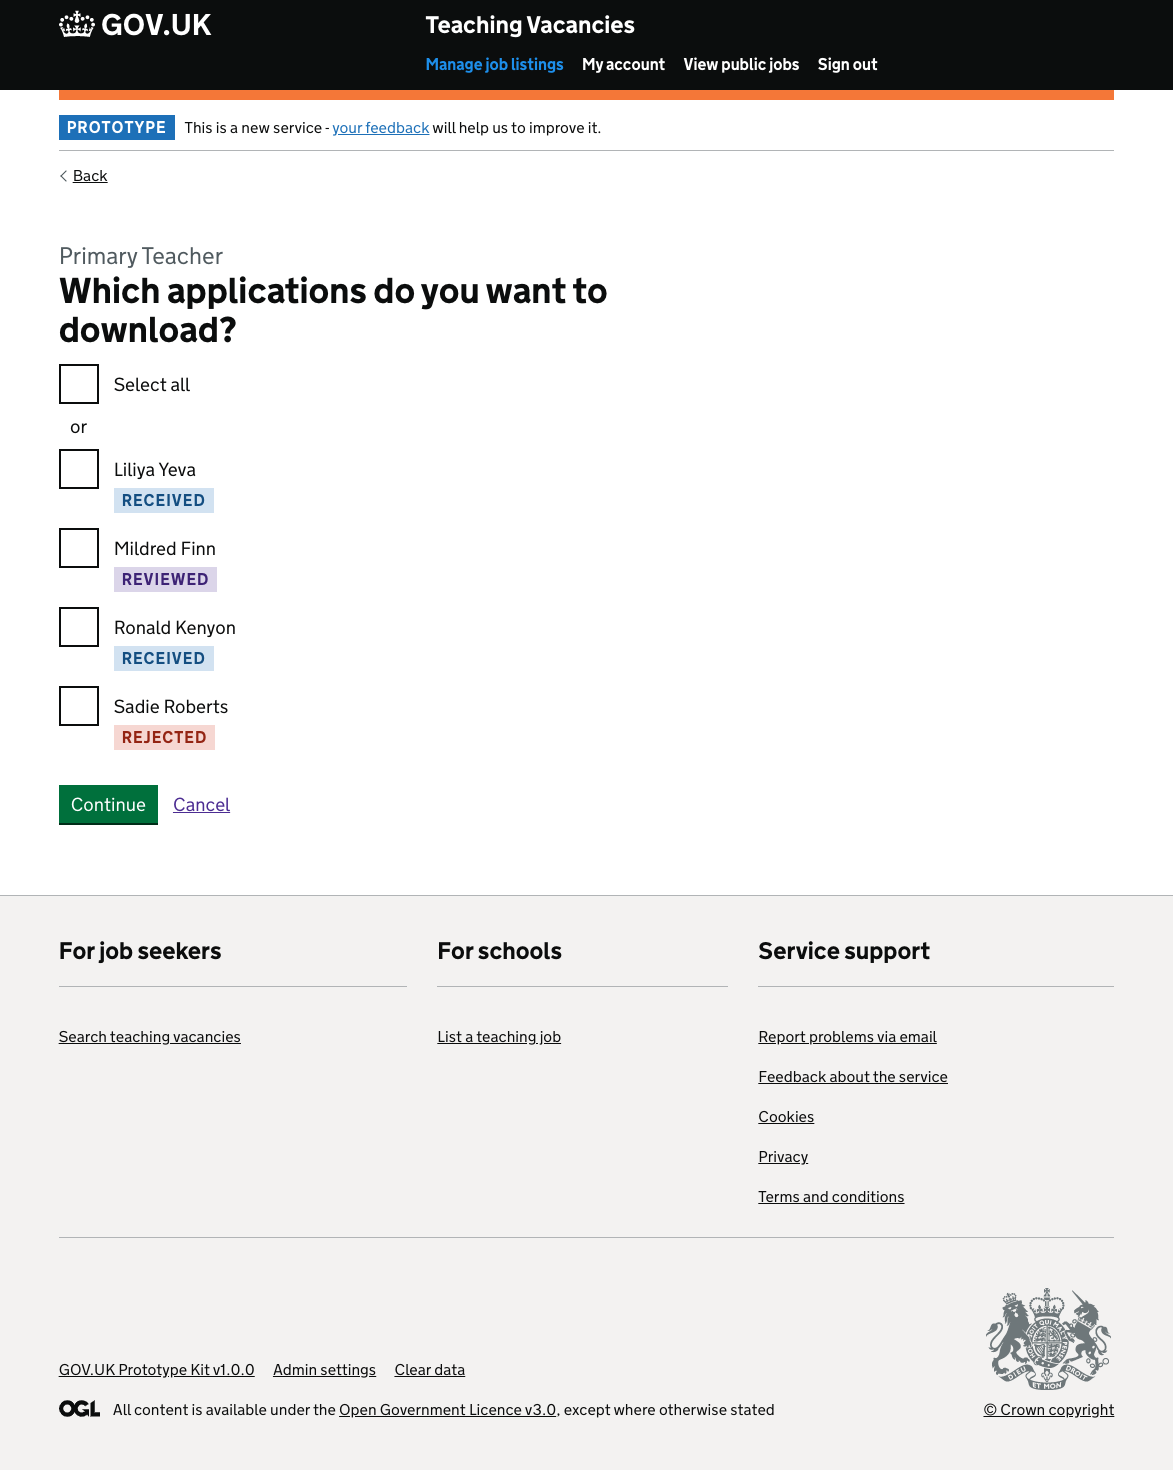 GOV.UK
Teaching Vacancies
Manage job listings My account View public jobs Sign out
PROTOTYPE This is a new service - your feedback will help us to improve it.
Back
Primary Teacher
Which applications do you want to
download?
Select all
or
Liliya Yeva
RECEIVED
Mildred Finn
REVIEWED
Ronald Kenyon
RECEIVED
Sadie Roberts
REJECTED
Continue Cancel
For job seekers
Search teaching vacancies
For schools
List a teaching job
Service support
Report problems via email
Feedback about the service
Cookies
Privacy
Terms and conditions
GOV.UK Prototype Kit v1.0.0 Admin settings Clear data
OGL All content is available under the Open Government Licence v3.0, except where otherwise stated
DIEU ET MON DROIT
© Crown copyright